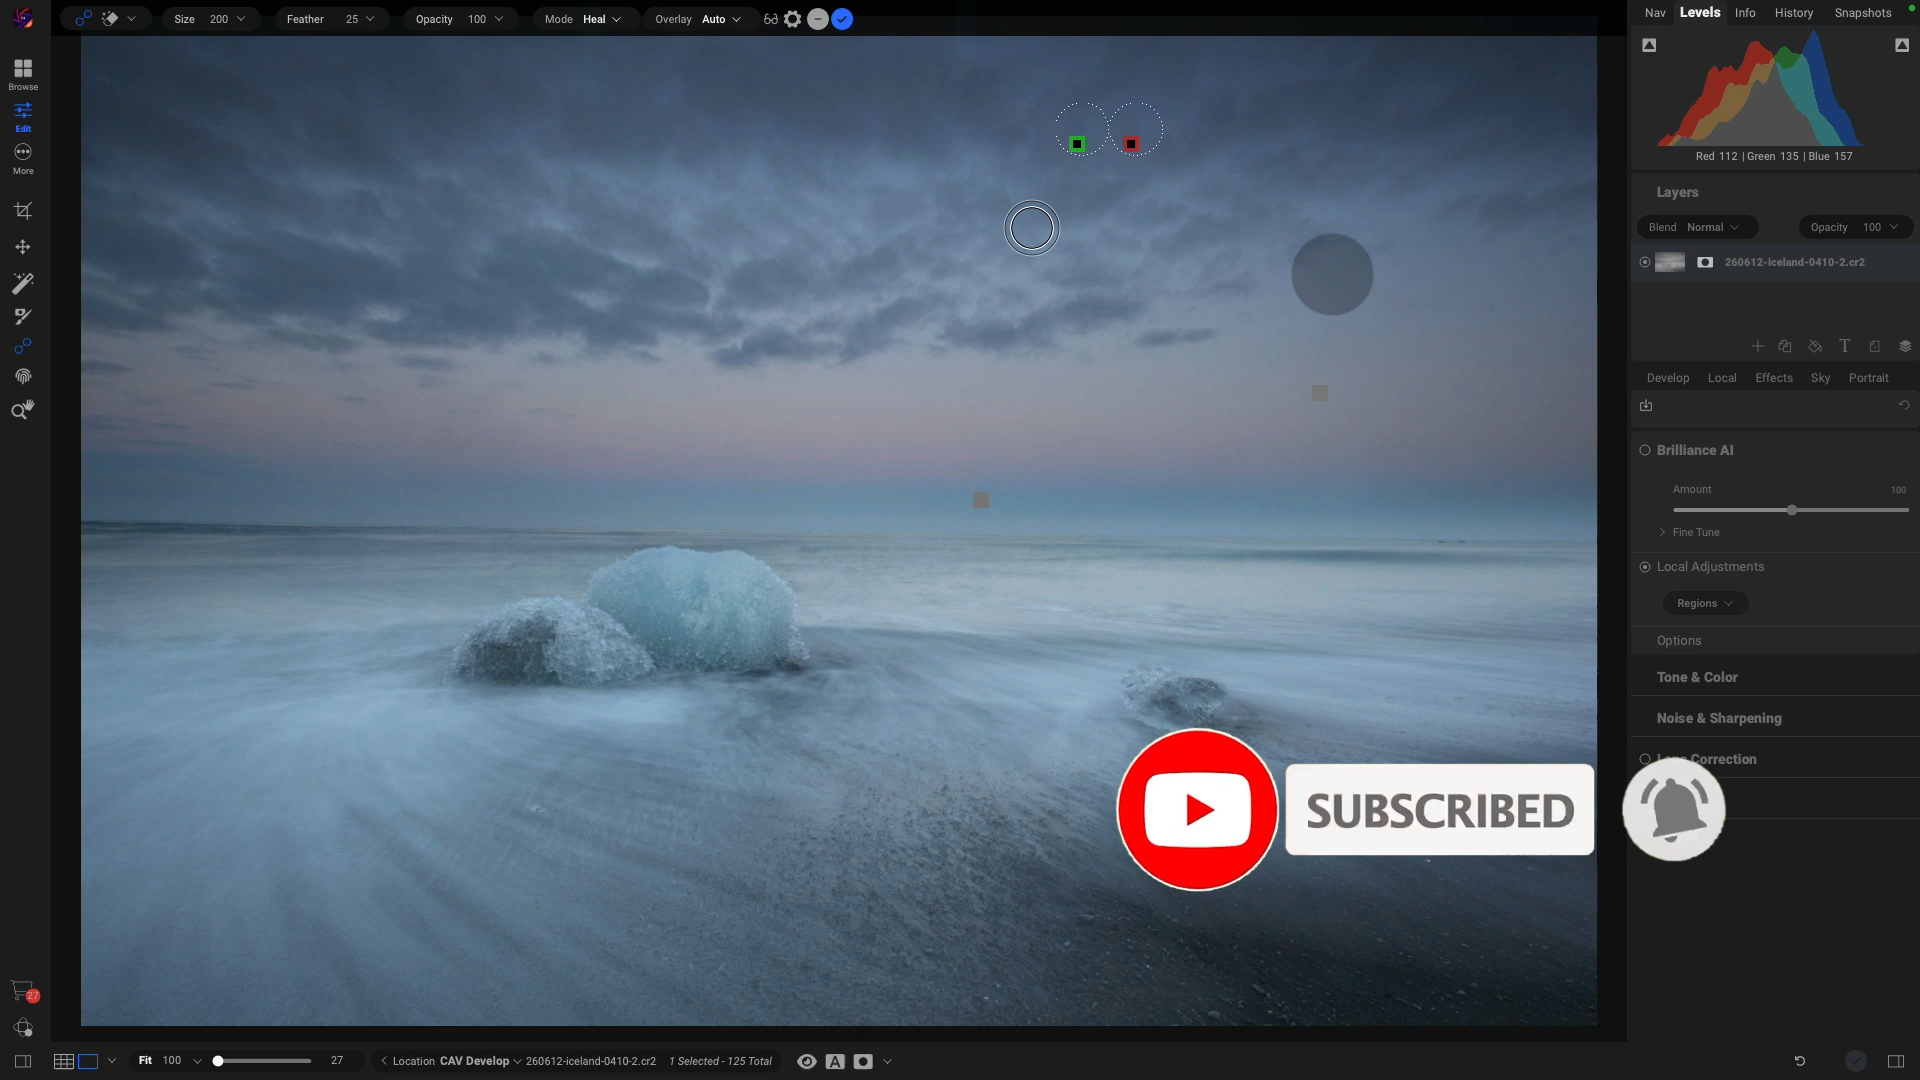 Size 200
Feather 25
Opacity 100
Mode Heal
Overlay Auto
Nav Levels Info History Snapshots
Browse
Edit
More
Red 112 | Green 135 | Blue 157
Layers
Blend Normal
Opacity 100
260612-iceland-0410-2.cr2
T
Develop Local Effects Sky Portrait
Brilliance AI
Amount 100
Fine Tune
Local Adjustments
Regions
Options
Tone & Color
Noise & Sharpening
Correction
SUBSCRIBED
27
Fit 100
27
Location CAV Develop
260612-iceland-0410-2.cr2
1 Selected - 125 Total
A